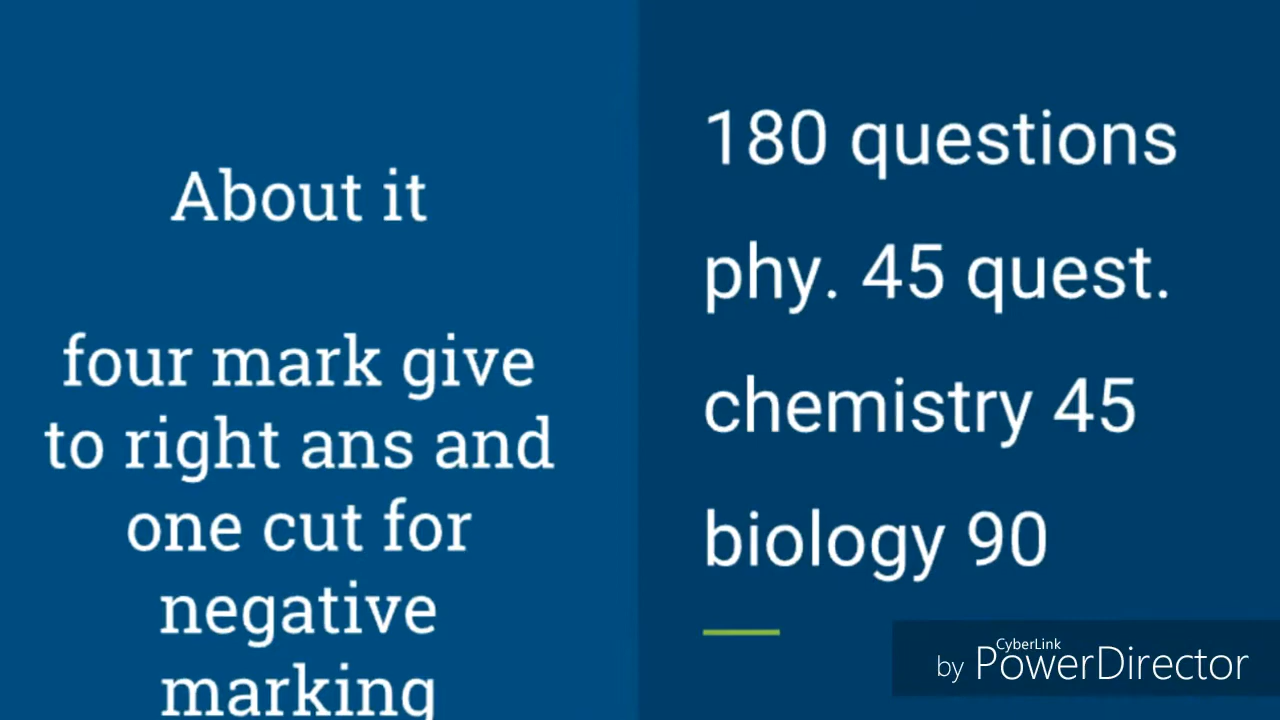 About it
four mark give
to right ans and
one cut for
negative
marking
180 questions
phy. 45 quest.
chemistry 45
biology 90
CyberLink
by PowerDirector